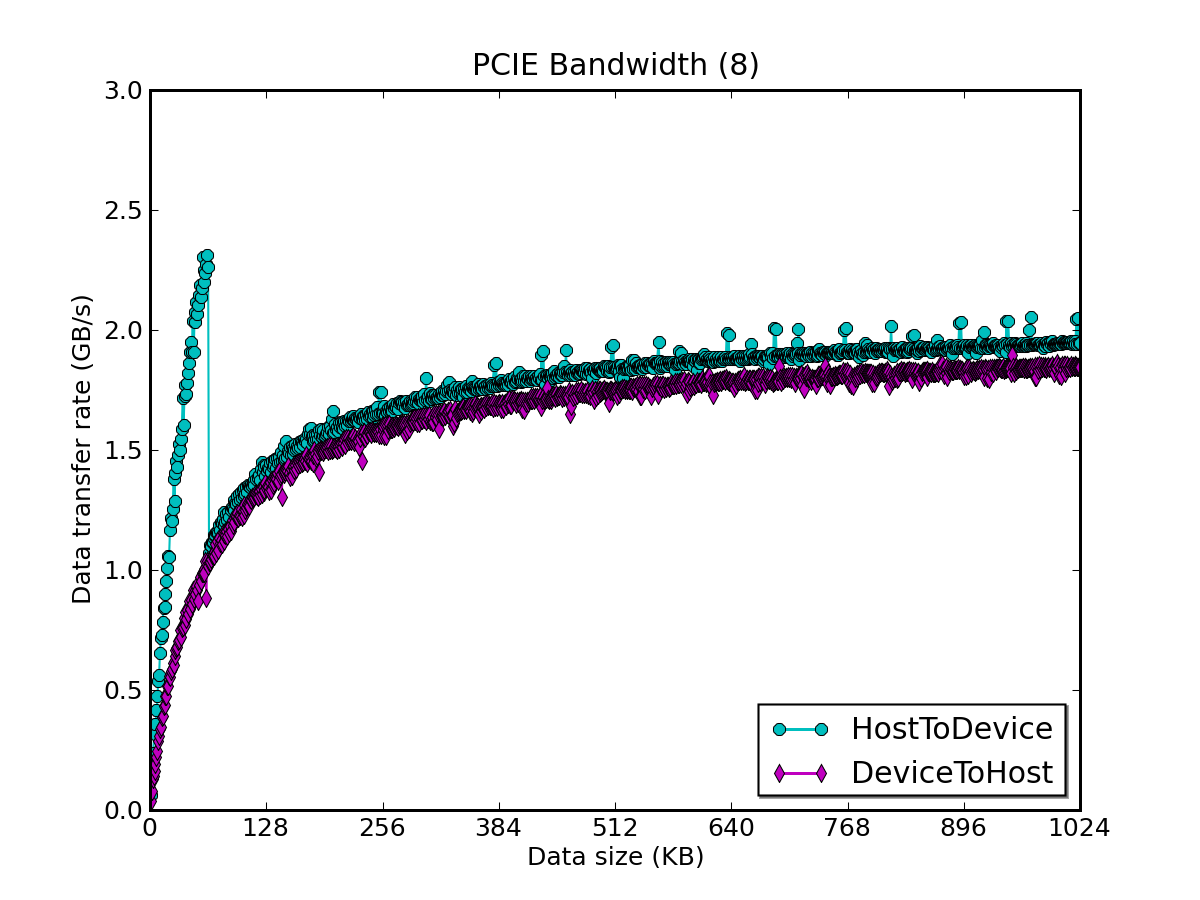 PCIE Bandwidth (8)
Data transfer rate (GB/s)
3.0
2.5
2.0
1.5
1.0
0.5
0.0
0 128 256 384 512 640 768 896 1024
Data size (KB)
HostToDevice
DeviceToHost